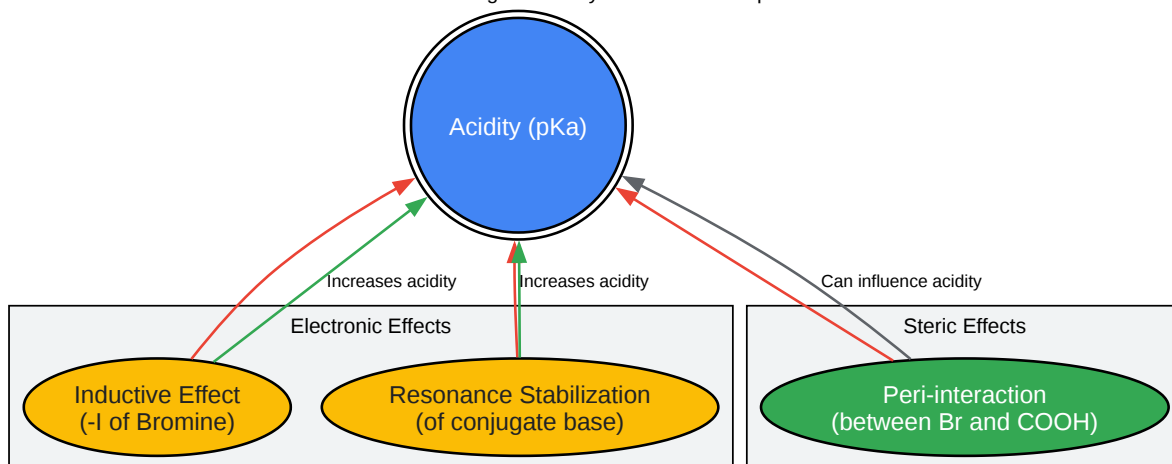 Acidity (pKa)
Increases acidity
Increases acidity
Can influence acidity
Electronic Effects
Steric Effects
Inductive Effect
(-I of Bromine)
Resonance Stabilization
(of conjugate base)
Peri-interaction
(between Br and COOH)